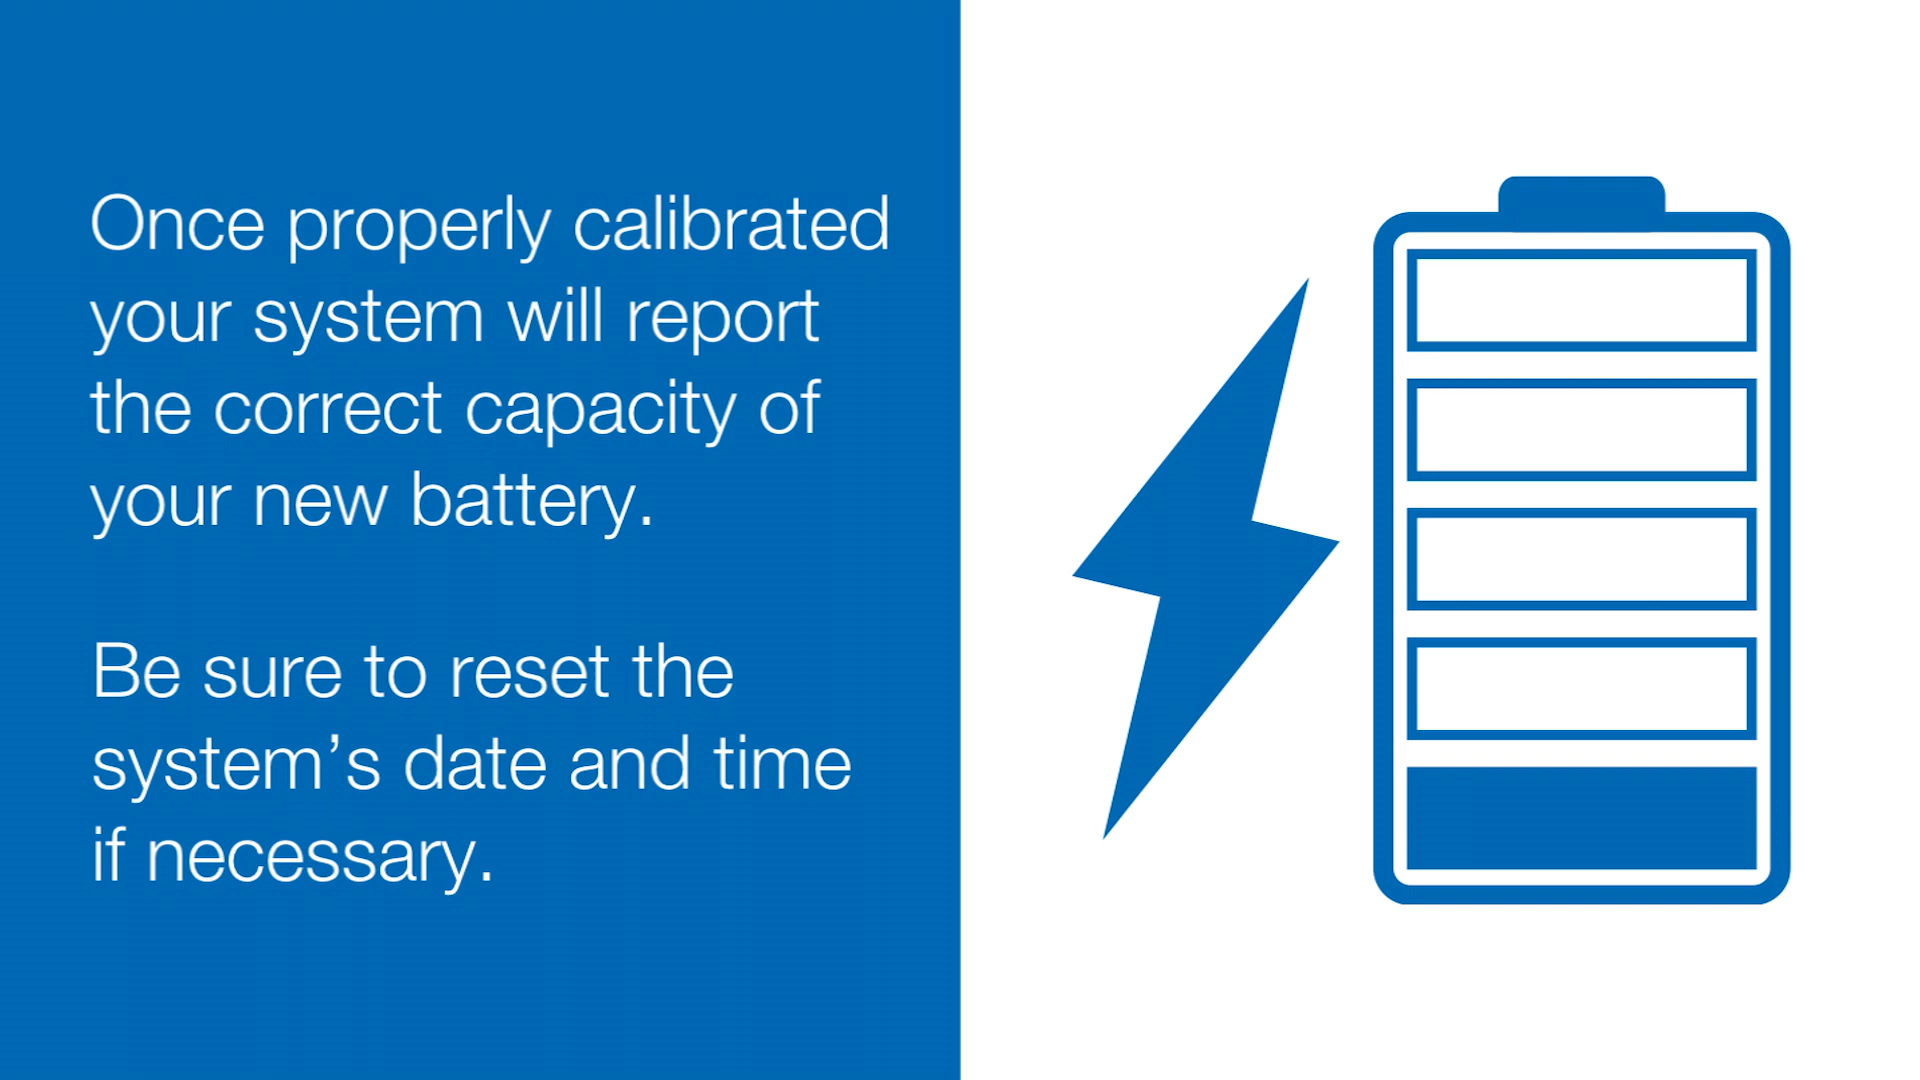 Once properly calibrated
your system will report
the correct capacity of
your new battery.
Be sure to reset the
system’s date and time
if necessary.